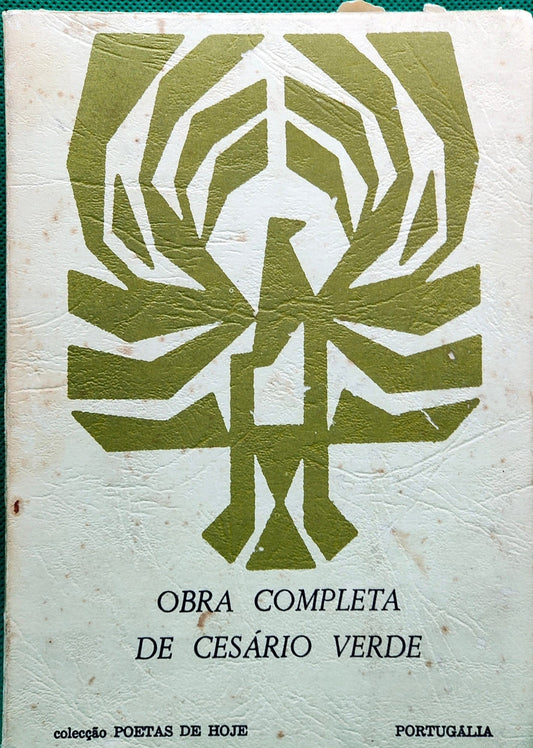 OBRA COMPLETA
DE CESÁRIO VERDE
colecção POETAS DE HOJE PORTUGALIA